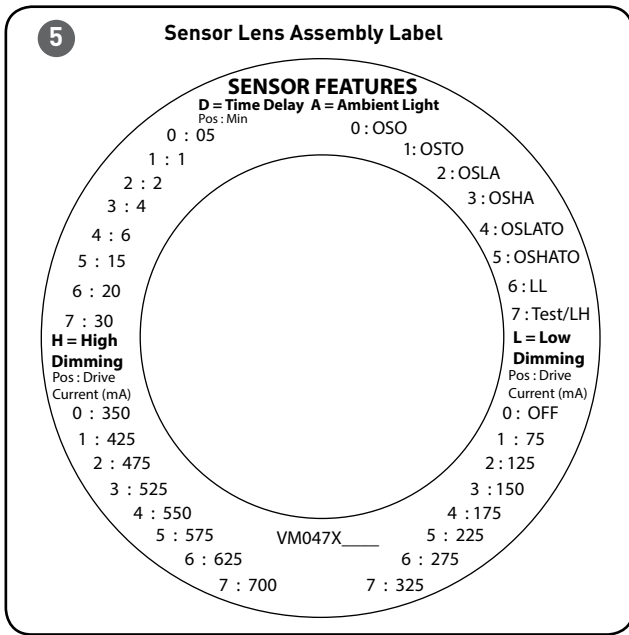 5
Sensor Lens Assembly Label
SENSOR FEATURES
D = Time Delay A = Ambient Light
Pos : Min
0 : 05
1 : 1
2 : 2
3 : 4
4 : 6
5 : 15
6 : 20
7 : 30
0 : OSO
1: OSTO
2 : OSLA
3 : OSHA
4 : OSLATO
5 : OSHATO
6 : LL
7 : Test/LH
H = High
Dimming
Pos : Drive
Current (mA)
0 : 350
1 : 425
2 : 475
3 : 525
4 : 550
5 : 575
6 : 625
7 : 700
L = Low
Dimming
Pos : Drive
Current (mA)
0 : OFF
1 : 75
2 : 125
3 : 150
4 : 175
5 : 225
6 : 275
7 : 325
VM047X____